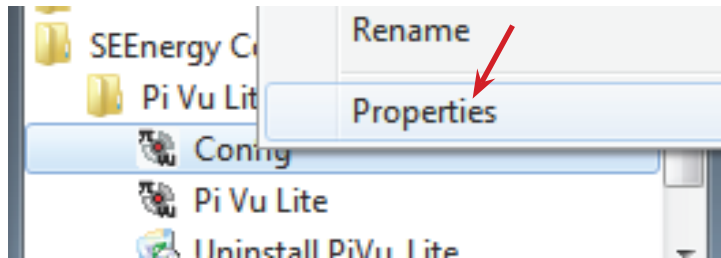 Rename
SEEnergy Co
Pi Vu Lit
Properties
Config
Pi Vu Lite
Uninstall PiVu Lite